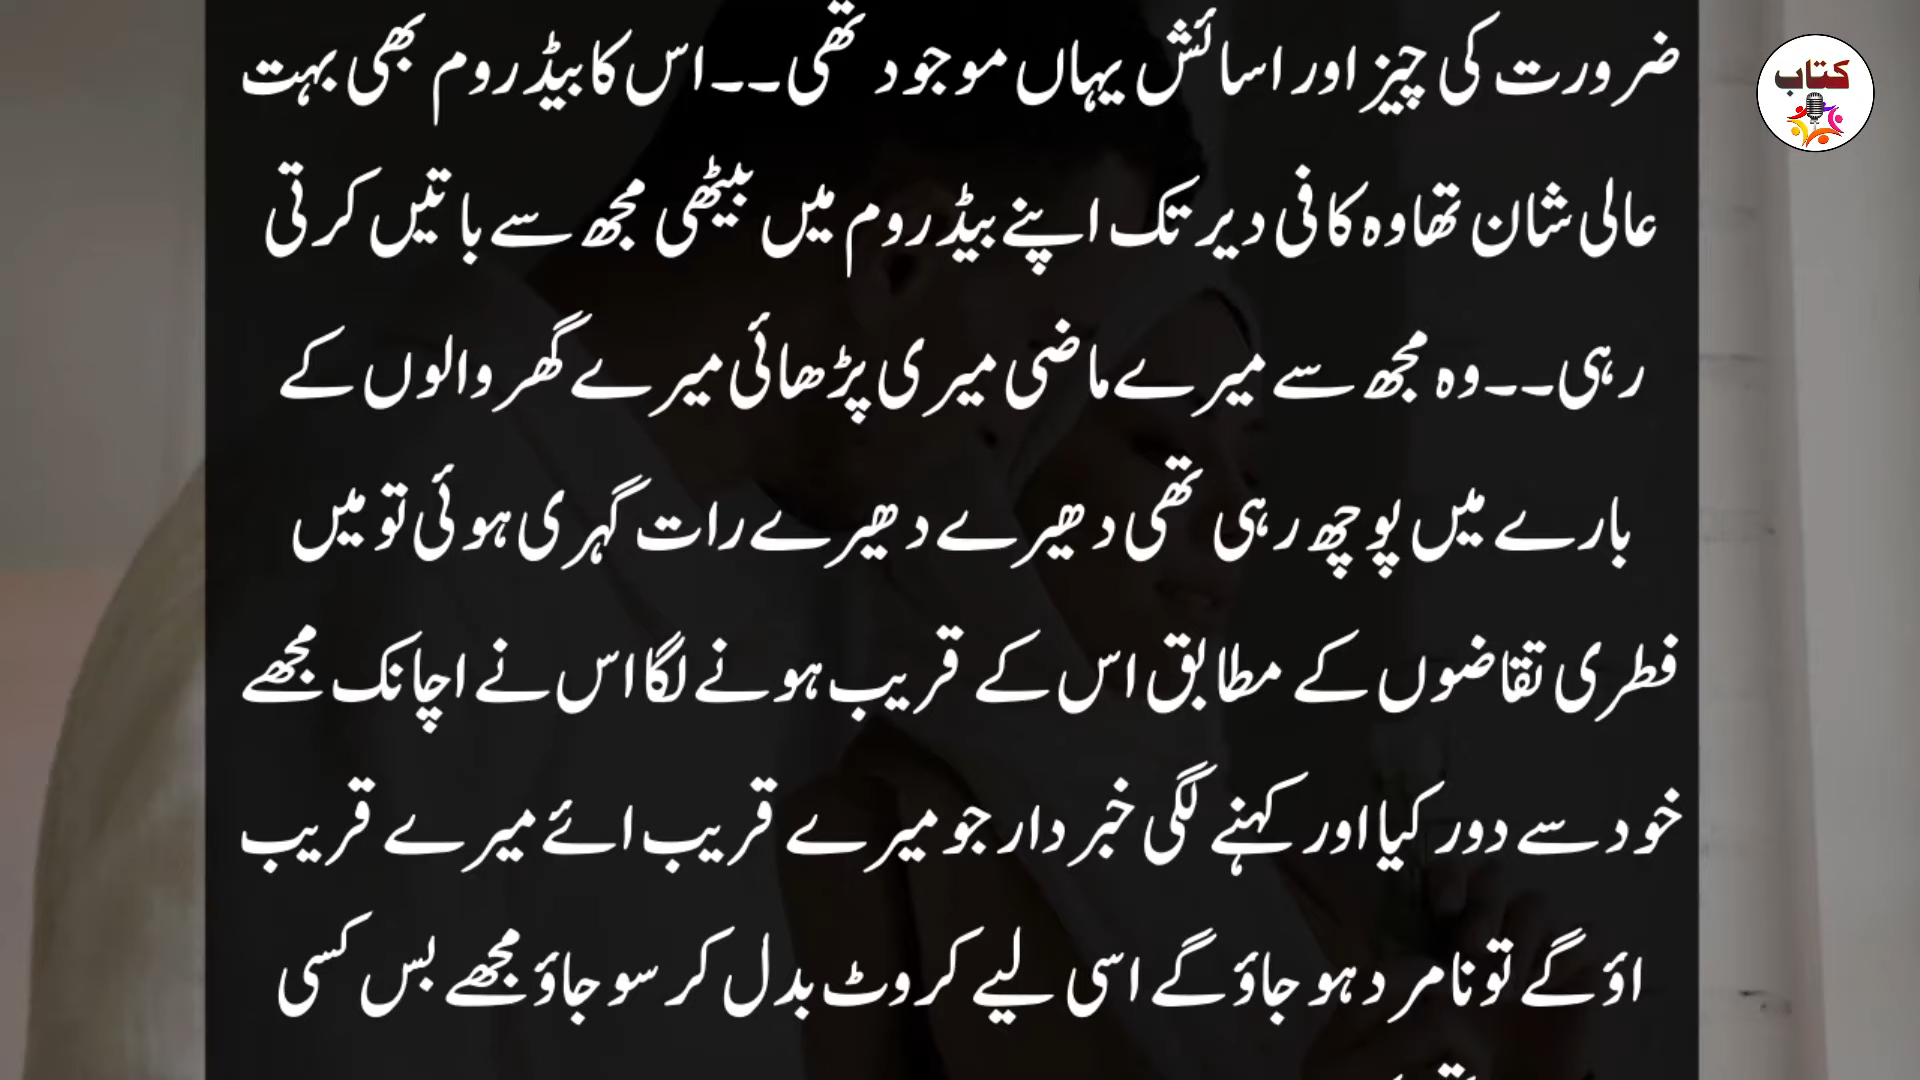 ضرورت کی چیز اور اسائش یہاں موجود تھی۔۔اس کا بیڈ روم بھی بہت
عالی شان تھا وہ کافی دیر تک اپنے بیڈ روم میں بیٹھی مجھ سے باتیں کرتی
رہی۔۔وہ مجھ سے میرے ماضی میری پڑھائی میرے گھر والوں کے
بارے میں پوچھ رہی تھی دھیرے دھیرے رات گہری ہوئی تو میں
فطری تقاضوں کے مطابق اس کے قریب ہونے لگا اس نے اچانک مجھے
خود سے دور کیا اور کہنے لگی خبر دار جو میرے قریب ائے میرے قریب
اؤ گے تو نامرد ہو جاؤ گے اسی لیے کروٹ بدل کر سو جاؤ مجھے بس کسی
کتاب